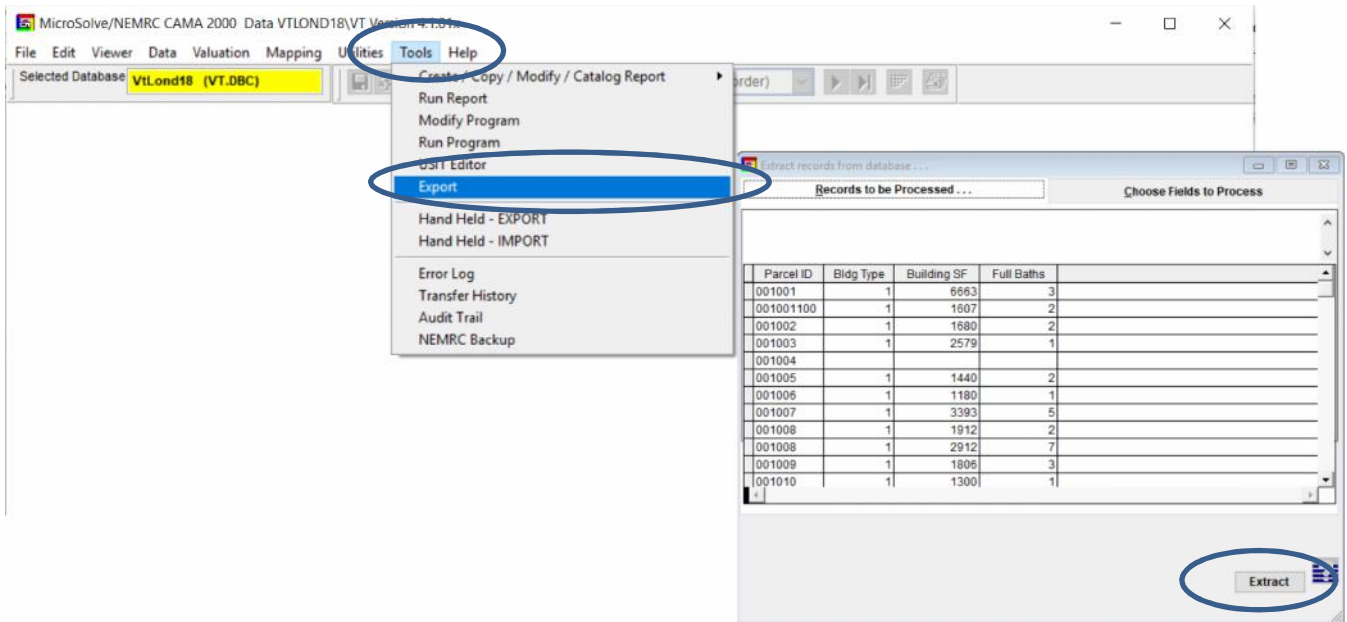 MicroSolve/NEMRC CAMA 2000 Data VTLOND18\VT Version 4.1.01x
File Edit Viewer Data Valuation Mapping Utilities Tools Help
Selected Database VtLond18 (VT.DBC)
order)
Create / Copy / Modify / Catalog Report
Run Report
Modify Program
Run Program
Editor
Export
Hand Held - EXPORT
Hand Held - IMPORT
Error Log
Transfer History
Audit Trail
NEMRC Backup
Extract records from database . . .
Records to be Processed . . . Choose Fields to Process
Parcel ID Bldg Type Building SF Full Baths
001001 1 6663 3
001001100 1 1607 2
001002 1 1680 2
001003 1 2579 1
001004
001005 1 1440 2
001006 1 1180 1
001007 1 3393 5
001008 1 1912 2
001008 1 2912 7
001009 1 1806 3
001010 1 1300 1
Extract